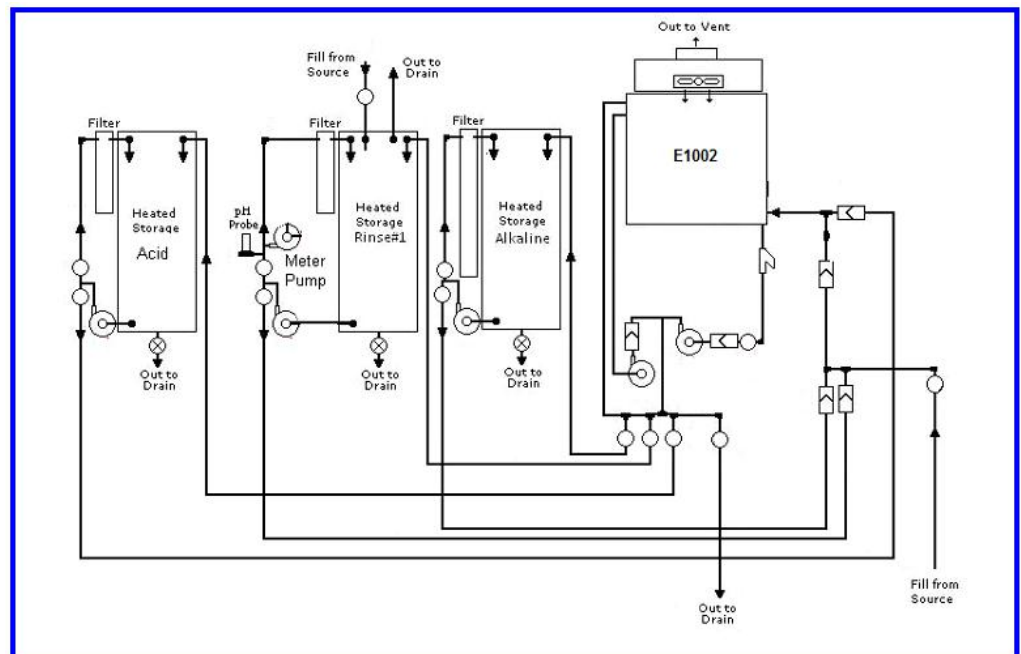 Out to Vent
E1002
Fill from
Source
Out to
Drain
Filter
Heated
Storage
Acid
Out to
Drain
pH
Probe
Meter
Pump
Filter
Heated
Storage
Rinse#1
Out to
Drain
Filter
Heated
Storage
Alkaline
Out to
Drain
Out to
Drain
Fill from
Source